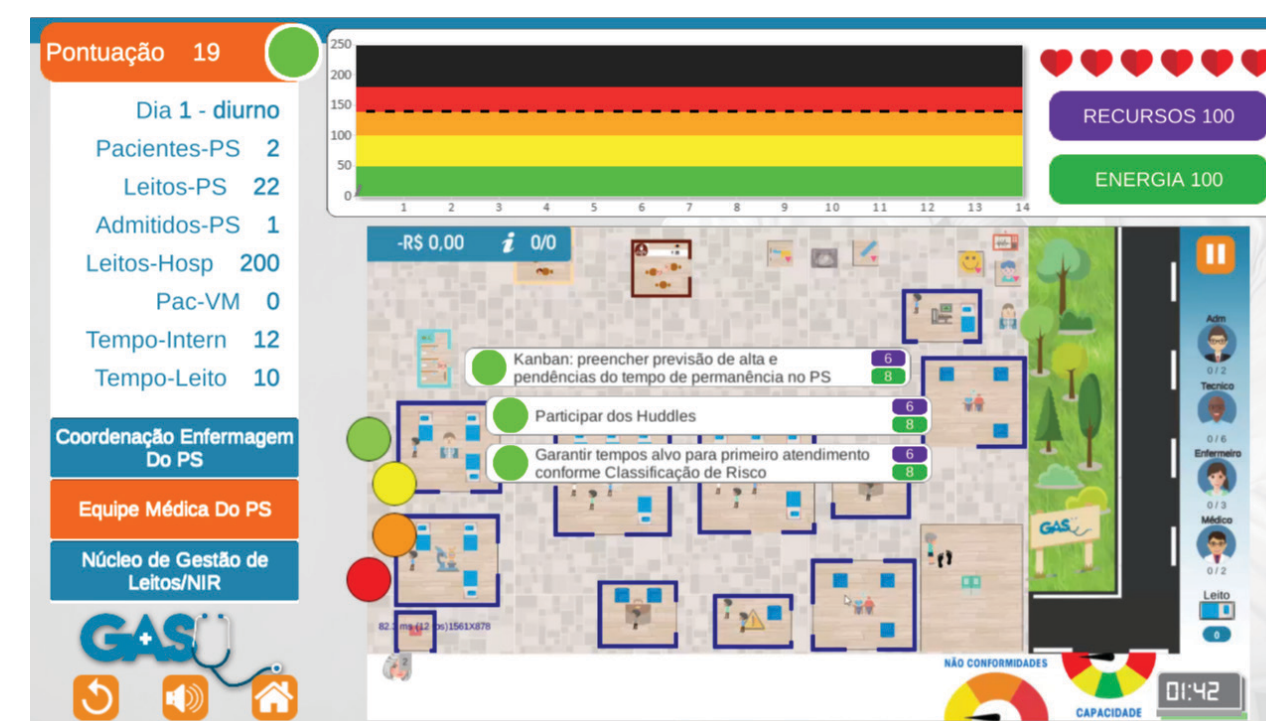 Pontuação 19
Dia 1 - diurno
Pacientes-PS 2
Leitos-PS 22
Admitidos-PS 1
Leitos-Hosp 200
Pac-VM 0
Tempo-Intern 12
Tempo-Leito 10
Coordenação Enfermagem
Do PS
Equipe Médica Do PS
Núcleo de Gestão de
Leitos/NIR
GAS
250
200
150
100
50
0
1 2 3 4 5 6 7 8 9 10 11 12 13 14
RECURSOS 100
ENERGIA 100
-R$ 0,00 i 0/0
Kanban: preencher previsão de alta e
pendências do tempo de permanência no PS
6
8
Participar dos Huddles
6
8
Garantir tempos alvo para primeiro atendimento
conforme Classificação de Risco
6
8
GAS
Adm
0/2
Tecnico
0/6
Enfermeiro
0/3
Médico
0/2
Leito
0
2
NÃO CONFORMIDADES
CAPACIDADE
01:42